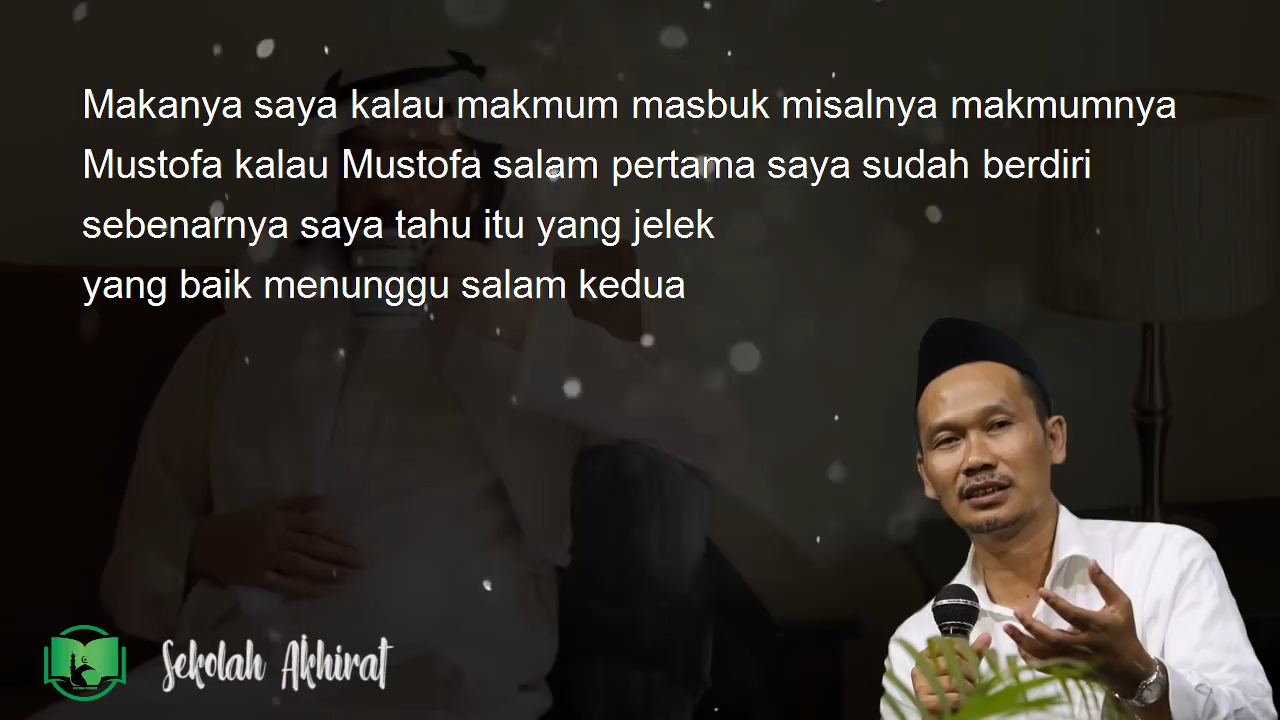 Makanya saya kalau makmum masbuk misalnya makmumnya
Mustofa kalau Mustofa salam pertama saya sudah berdiri
sebenarnya saya tahu itu yang jelek
yang baik menunggu salam kedua
Sekolah Akhirat